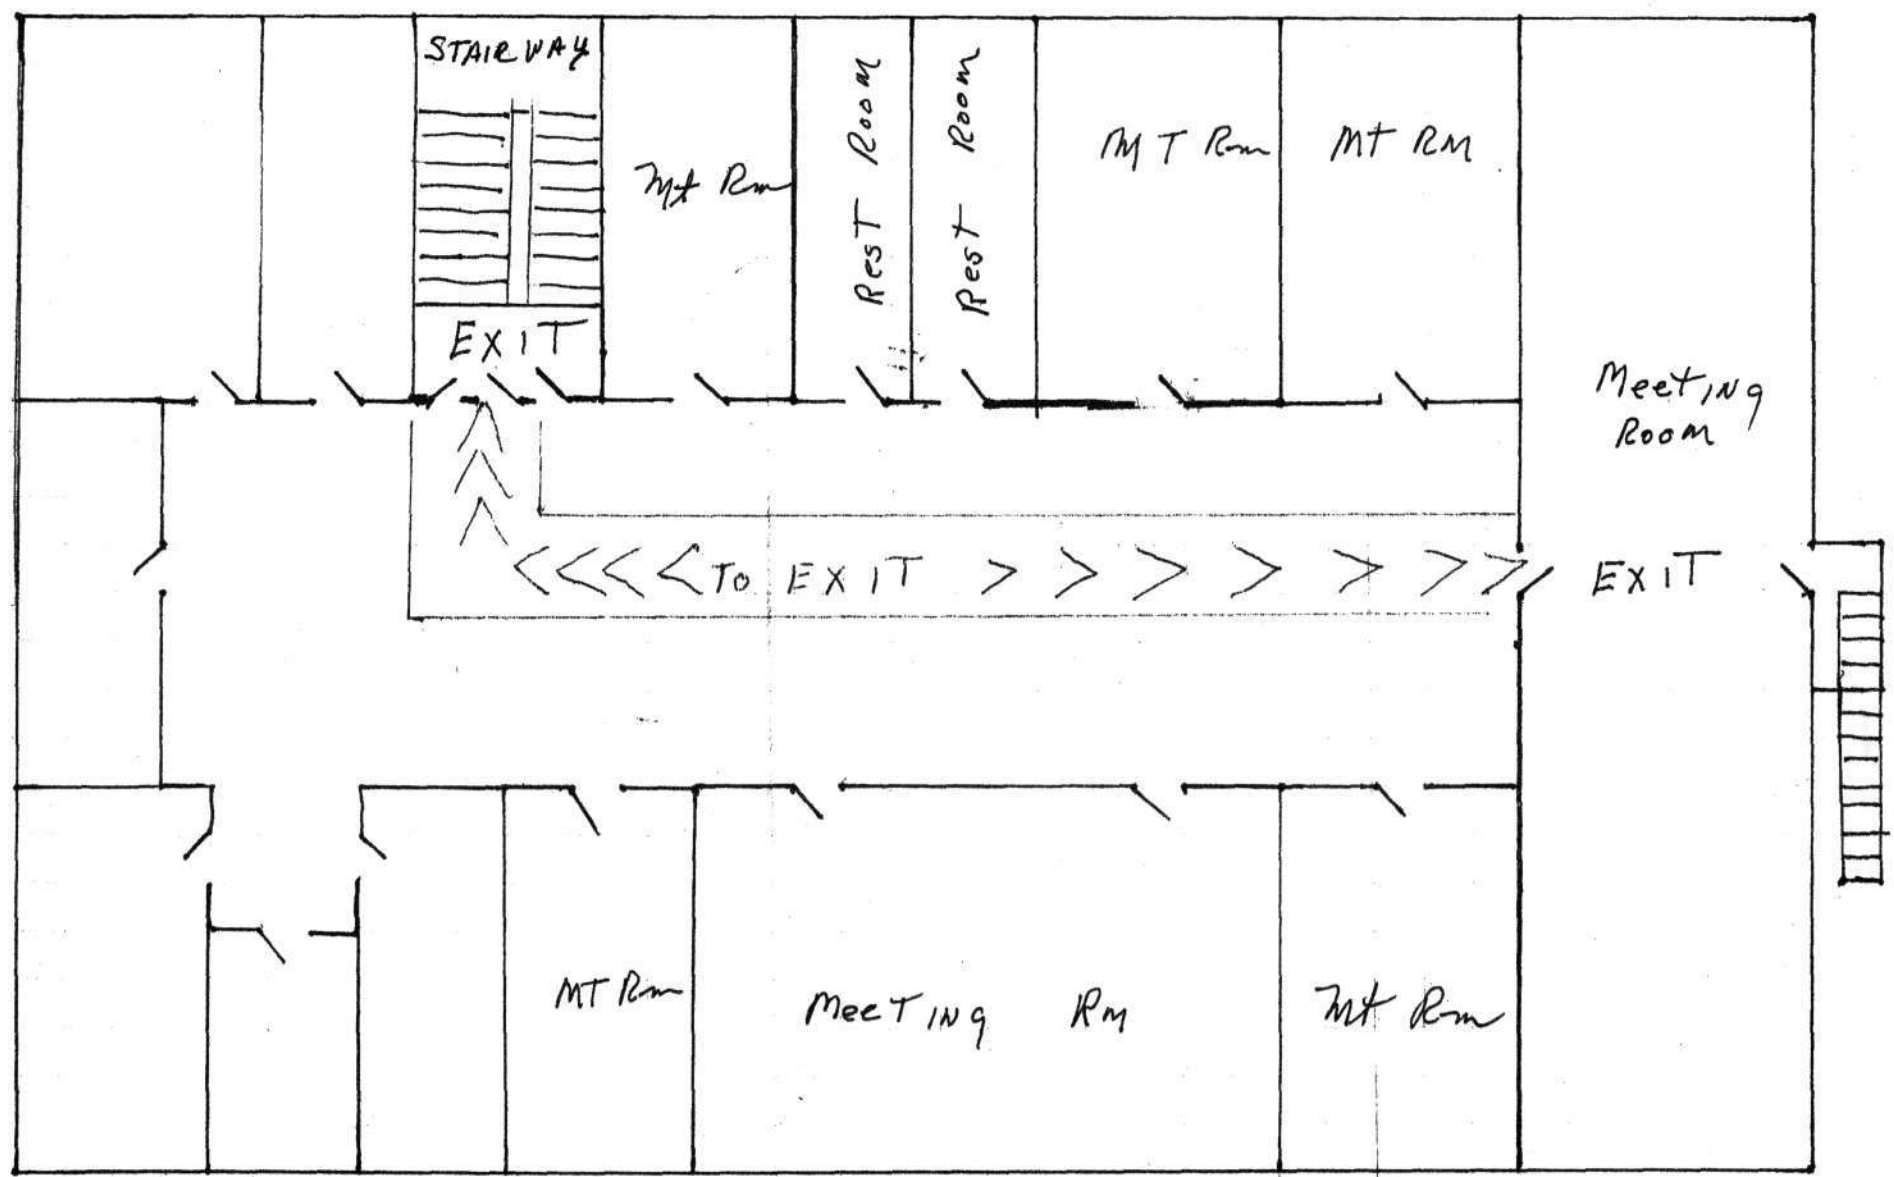 STAIRWAY
Mt Rm
Rest Room
Rest Room
MT Rm
Mt RM
EXIT
Meeting
Room
<<<< To EXIT > > > > > > >
EXIT
MT Rm
Meeting Rm
Mt Rm